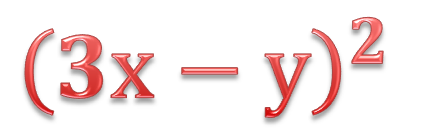 (3x – y)²